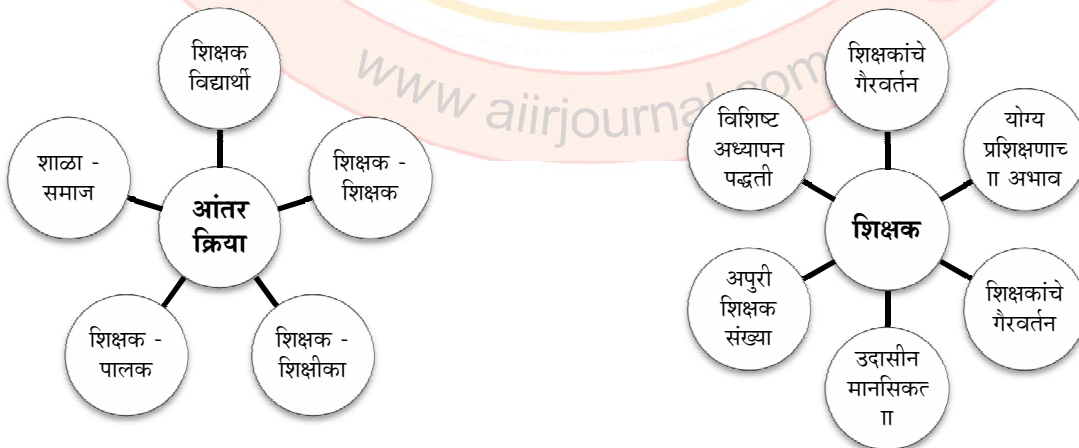 www aiirjournal.com
शिक्षक
विद्यार्थी
शिक्षक -
शिक्षक
शिक्षक -
शिक्षीका
शिक्षक -
पालक
शाळा -
समाज
आंतर
क्रिया
शिक्षकांचे
गैरवर्तन
योग्य
प्रशिक्षणाच
ाा अभाव
शिक्षकांचे
गैरवर्तन
उदासीन
मानसिकत
ाा
अपुरी
शिक्षक
संख्या
विशिष्ट
अध्यापन
पद्धती
शिक्षक